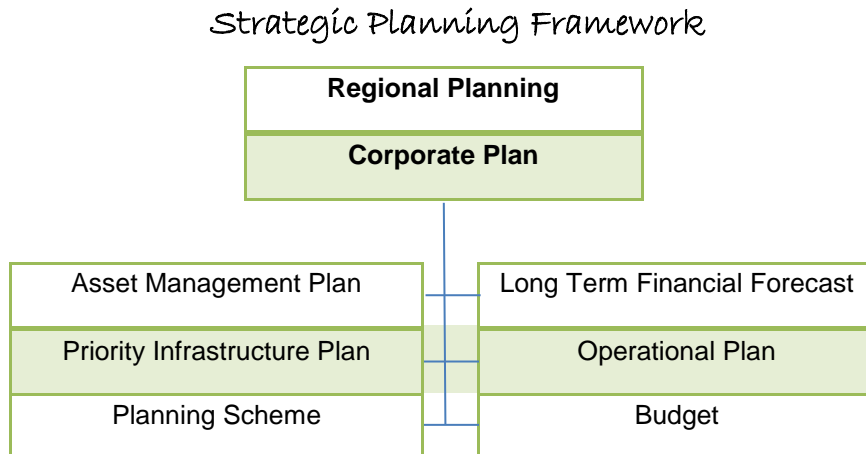 Strategic Planning Framework
Regional Planning
Corporate Plan
Asset Management Plan
Long Term Financial Forecast
Priority Infrastructure Plan
Operational Plan
Planning Scheme
Budget